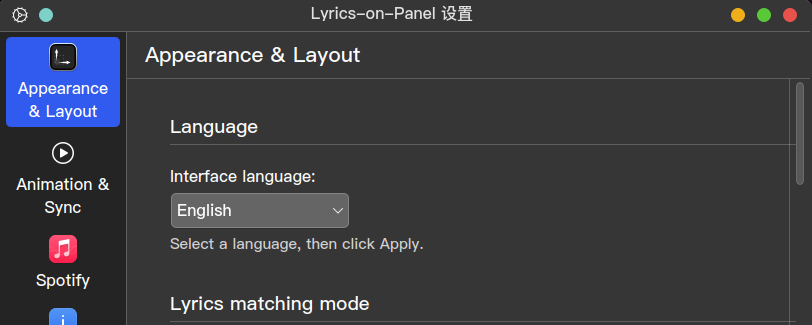 Lyrics-on-Panel 设置
Appearance
& Layout
Animation &
Sync
Spotify
Appearance & Layout
Language
Interface language:
English
Select a language, then click Apply.
Lyrics matching mode